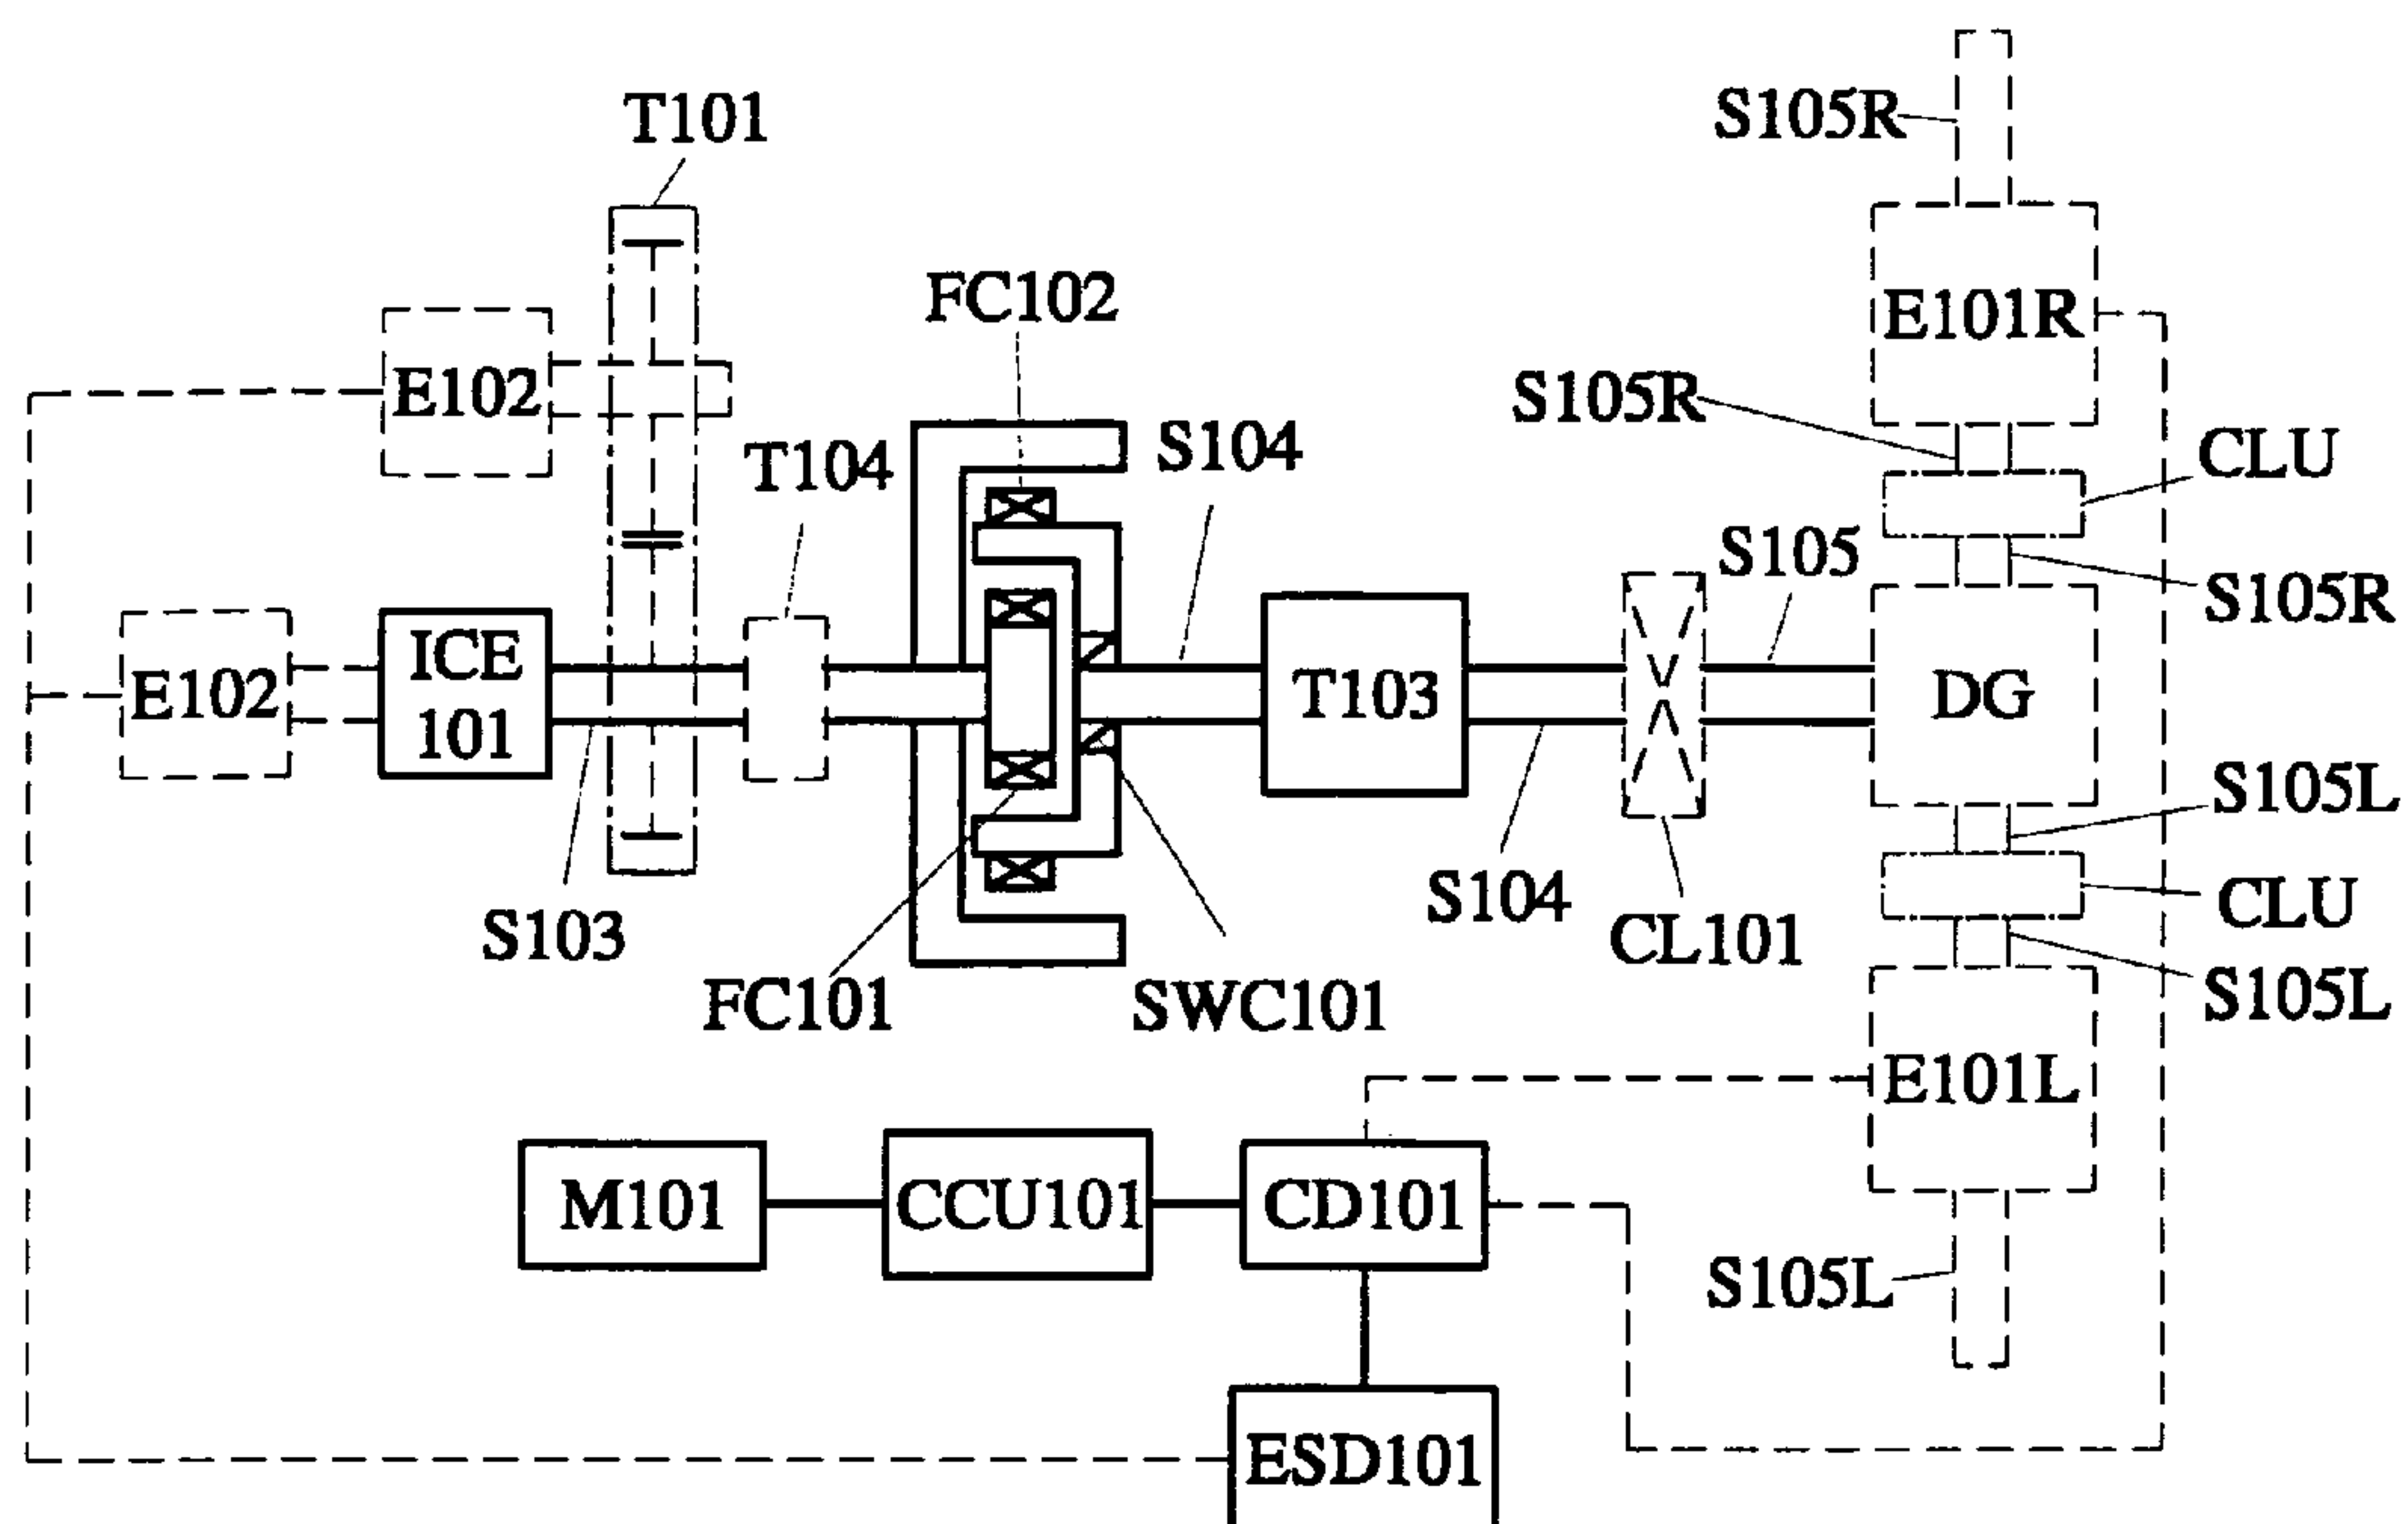 S105R
T101
E101R
FC102
E102
S105R
T104
S104
CLU
S105
S105R
ICE
101
E102
T103
DG
S105L
S103
S104
CL101
CLU
FC101
SWC101
S105L
E101L
M101
CCU101
CD101
S105L
ESD101